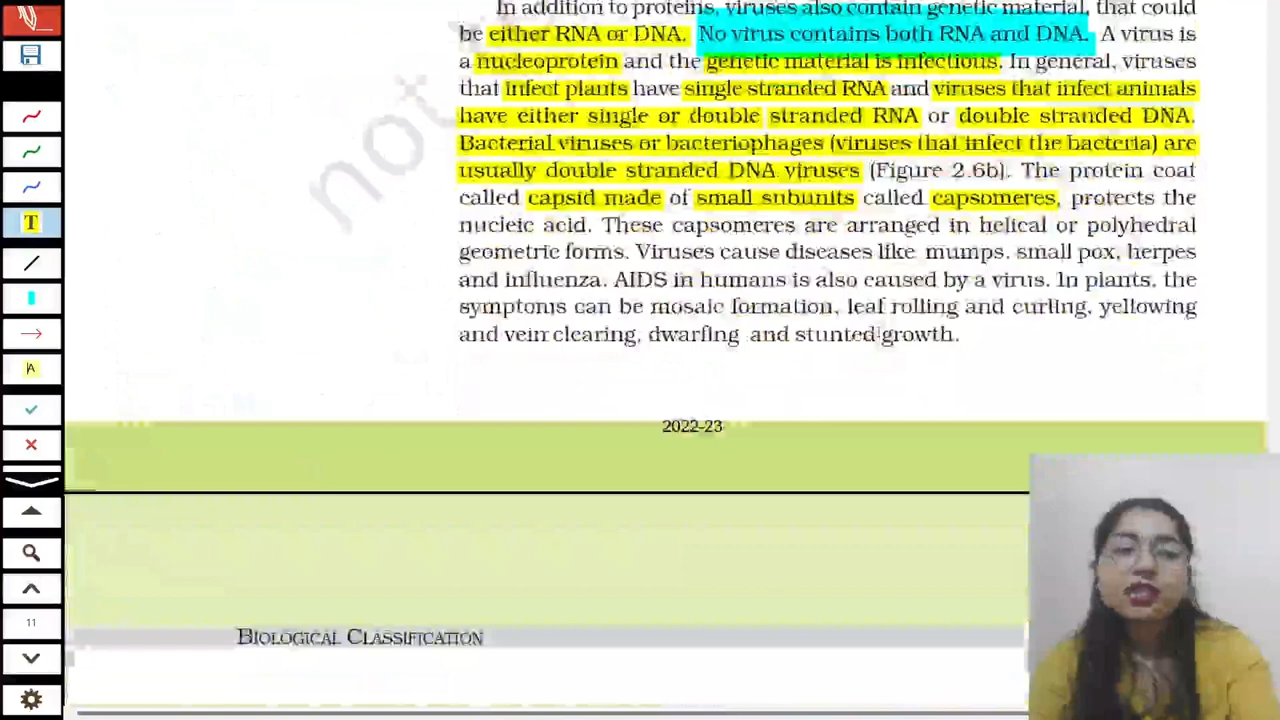 In addition to proteins, viruses also contain genetic material, that could
be either RNA or DNA. No virus contains both RNA and DNA. A virus is
a nucleoprotein and the genetic material is infectious. In general, viruses
that infect plants have single stranded RNA and viruses that infect animals
have either single or double stranded RNA or double stranded DNA.
Bacterial viruses or bacteriophages (viruses that infect the bacteria) are
usually double stranded DNA viruses (Figure 2.6b). The protein coat
called capsid made of small subunits called capsomeres, protects the
nucleic acid. These capsomeres are arranged in helical or polyhedral
geometric forms. Viruses cause diseases like mumps, small pox, herpes
and influenza. AIDS in humans is also caused by a virus. In plants, the
symptoms can be mosaic formation, leaf rolling and curling, yellowing
and vein clearing, dwarfing and stunted growth.
not
2022-23
BIOLOGICAL CLASSIFICATION
T
A
11